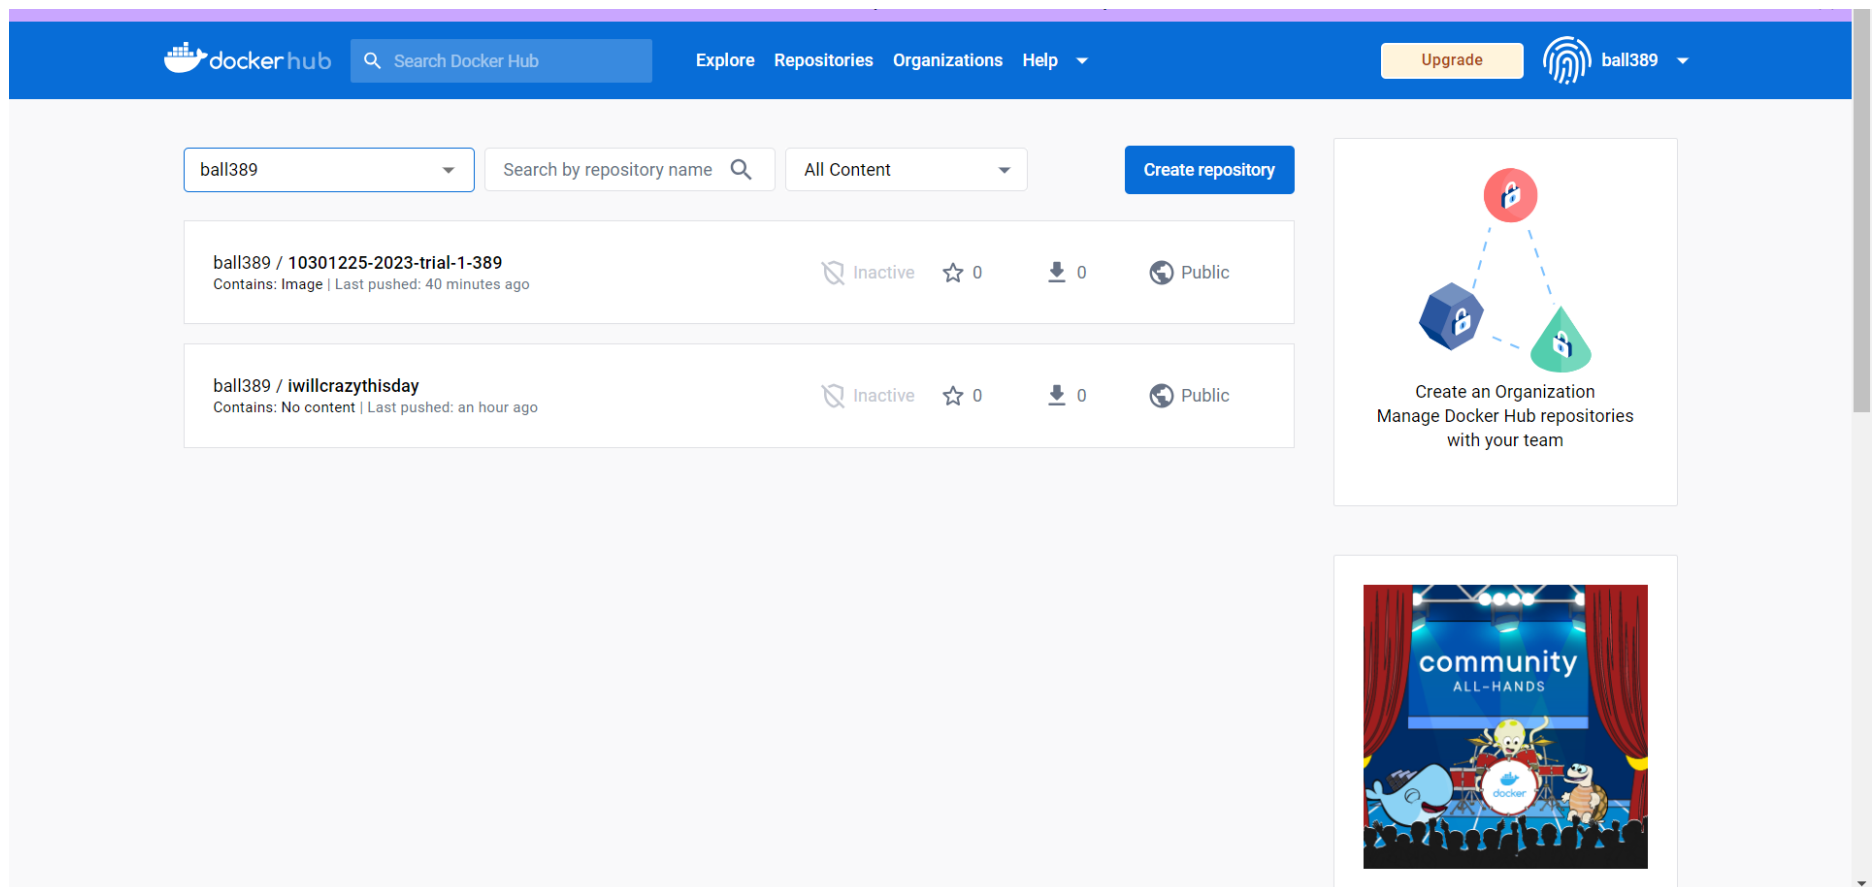 docker hub
Search Docker Hub
Explore Repositories Organizations Help
Upgrade
ball389
ball389
Search by repository name
All Content
Create repository
ball389 / 10301225-2023-trial-1-389
Contains: Image | Last pushed: 40 minutes ago
Inactive 0 0 Public
ball389 / iwillcrazythisday
Contains: No content | Last pushed: an hour ago
Inactive 0 0 Public
Create an Organization
Manage Docker Hub repositories
with your team
community
ALL-HANDS
docker